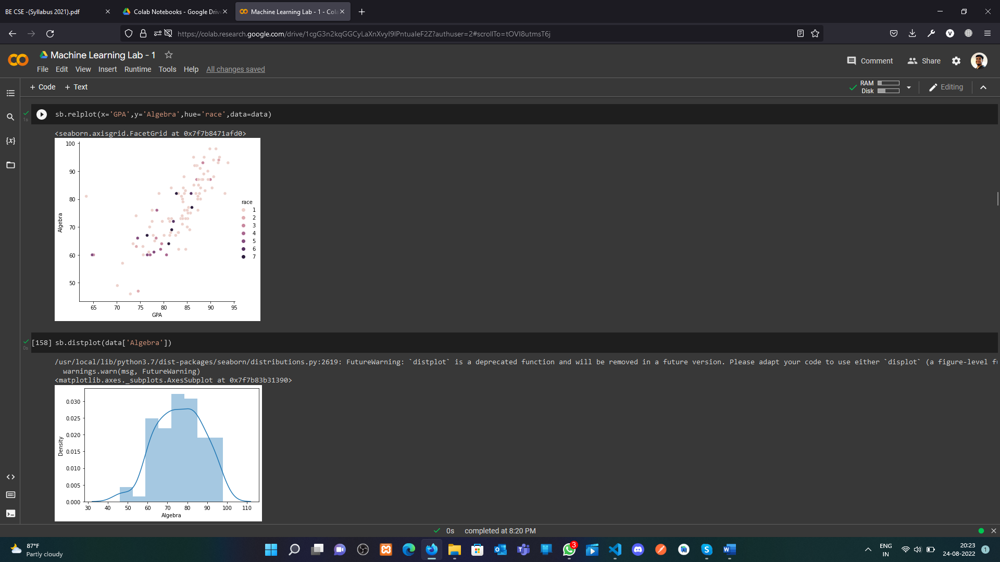 BE CSE -(Syllabus 2021).pdf
Colab Notebooks - Google Driv
Machine Learning Lab - 1 - Cola
https://colab.research.google.com/drive/1cgG3n2kqGGCyLaXnXvyI9lPntuaIeF2Z?authuser=2#scrollTo=tOVI8utmsT6j
Machine Learning Lab - 1
Comment
Share
File Edit View Insert Runtime Tools Help All changes saved
+ Code + Text
RAM
Disk
Editing
1s
sb.relplot(x='GPA',y='Algebra',hue='race',data=data)
<seaborn.axisgrid.FacetGrid at 0x7f7b8471afd0>
100
90
80
70
60
50
Algebra
65 70 75 80 85 90 95
GPA
race
1
2
3
4
5
6
7
0s
[158] sb.distplot(data['Algebra'])
/usr/local/lib/python3.7/dist-packages/seaborn/distributions.py:2619: FutureWarning: `distplot` is a deprecated function and will be removed in a future version. Please adapt your code to use either `displot` (a figure-level fu
warnings.warn(msg, FutureWarning)
<matplotlib.axes._subplots.AxesSubplot at 0x7f7b83b31390>
0.030
0.025
0.020
0.015
0.010
0.005
0.000
Density
30 40 50 60 70 80 90 100 110
Algebra
0s completed at 8:20 PM
87°F
Partly cloudy
3
ENG
IN
20:23
24-08-2022
1